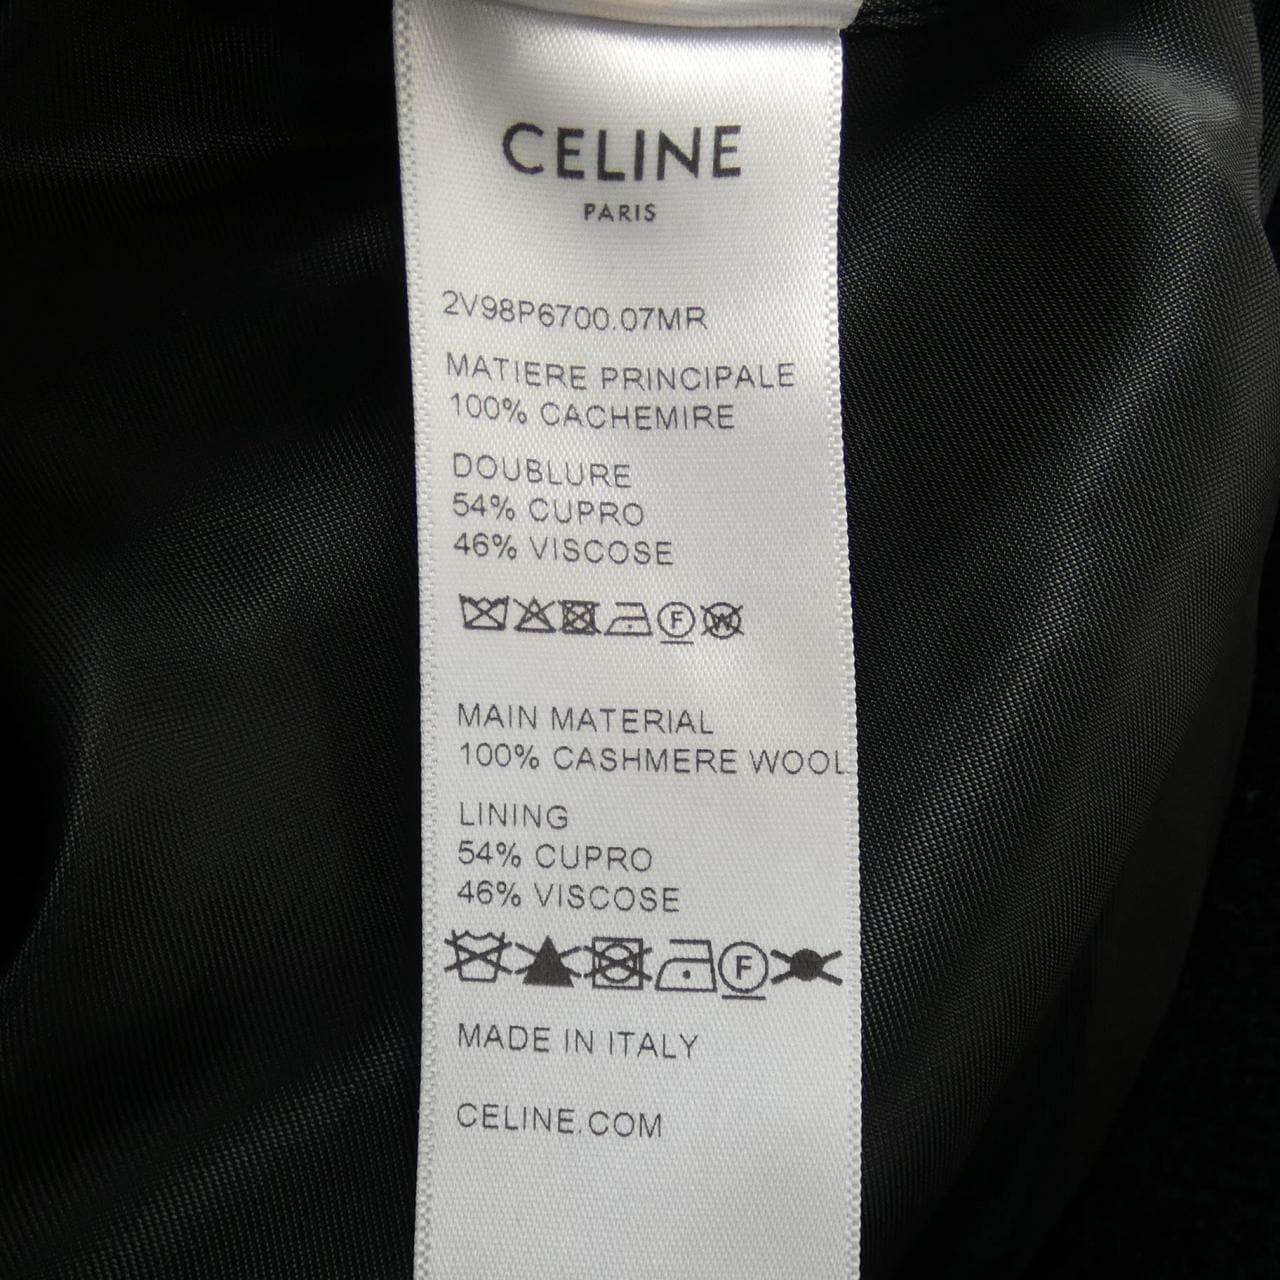 CELINE
PARIS
2V98P6700.07MR
MATIERE PRINCIPALE
100% CACHEMIRE
DOUBLURE
54% CUPRO
46% VISCOSE
F W
MAIN MATERIAL
100% CASHMERE WOOL
LINING
54% CUPRO
46% VISCOSE
F
MADE IN ITALY
CELINE.COM